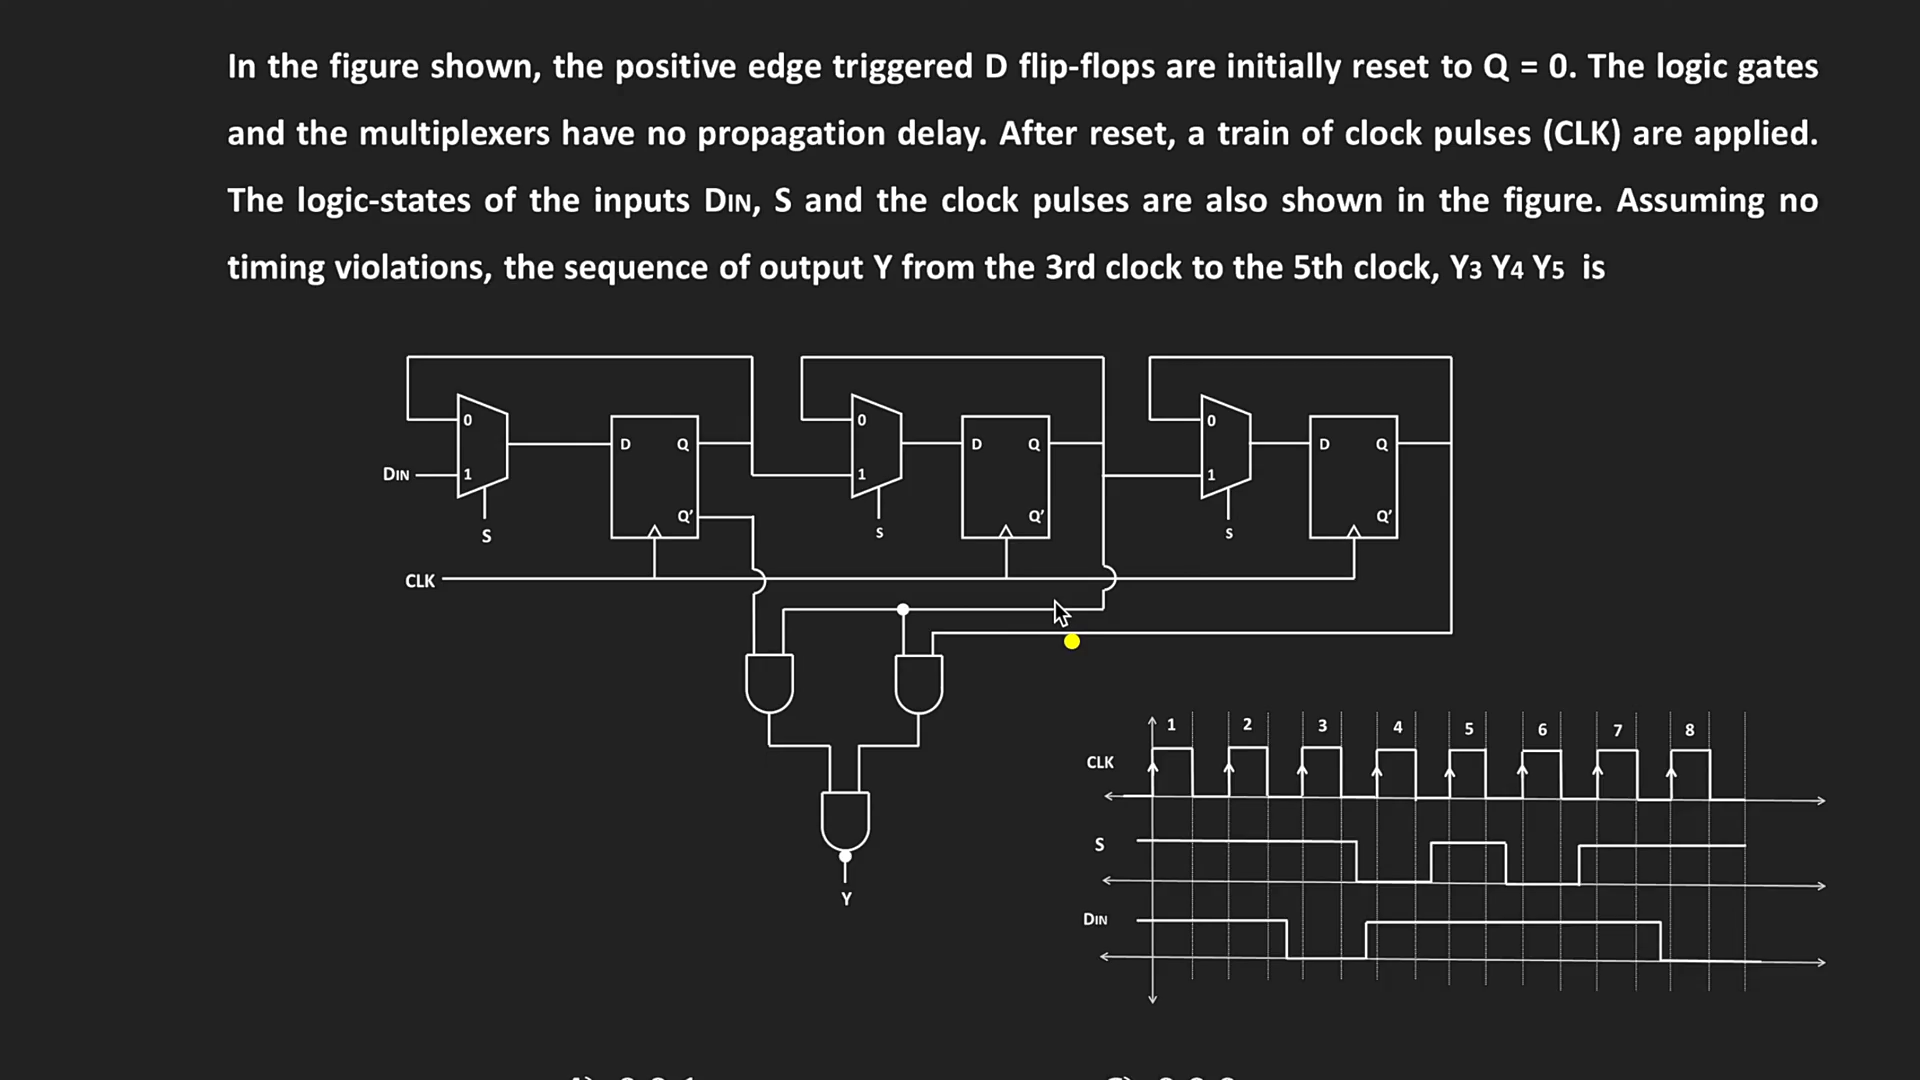 In the figure shown, the positive edge triggered D flip-flops are initially reset to Q = 0. The logic gates
and the multiplexers have no propagation delay. After reset, a train of clock pulses (CLK) are applied.
The logic-states of the inputs DIN, S and the clock pulses are also shown in the figure. Assuming no
timing violations, the sequence of output Y from the 3rd clock to the 5th clock, Y3 Y4 Y5 is
0
0
0
D Q
D Q
D Q
DIN
1
1
1
Q’
Q’
Q’
S
S
S
CLK
Y
1 2 3 4 5 6 7 8
CLK
S
DIN